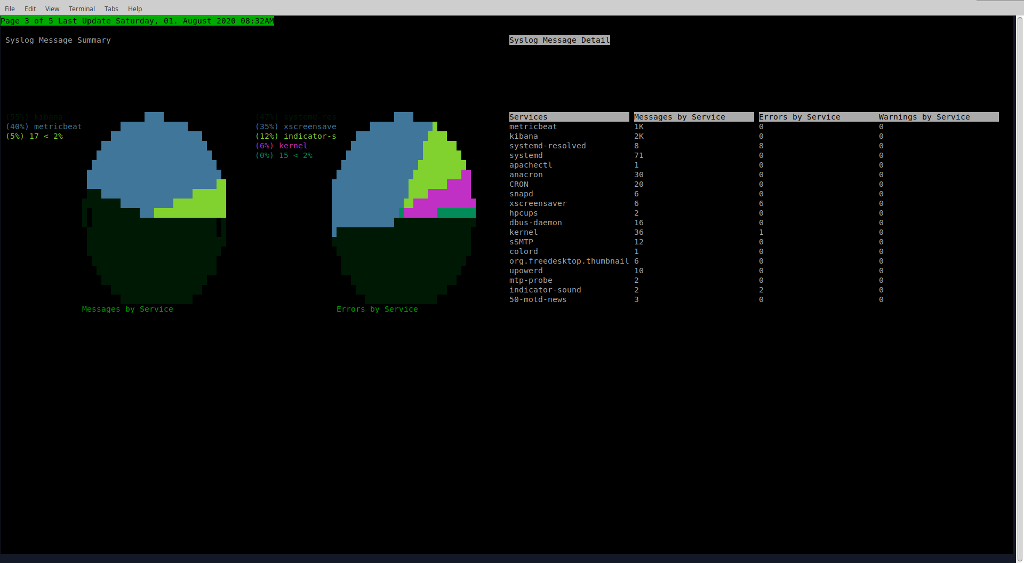 File Edit View Terminal Tabs Help
Page 3 of 5 Last Update Saturday, 01. August 2020 08:32AM
Syslog Message Summary
Syslog Message Detail
(40%) metricbeat
(5%) 17 < 2%
Messages by Service
(35%) xscreensave
(12%) indicator-s
(6%) kernel
(0%) 15 < 2%
Errors by Service
Services Messages by Service Errors by Service Warnings by Service
metricbeat 1K 0 0
kibana 2K 0 0
systemd-resolved 8 8 0
systemd 71 0 0
apachectl 1 0 0
anacron 30 0 0
CRON 20 0 0
snapd 6 0 0
xscreensaver 6 6 0
hpcups 2 0 0
dbus-daemon 16 0 0
kernel 36 1 0
sSMTP 12 0 0
colord 1 0 0
org.freedesktop.thumbnail 6 0 0
upowerd 10 0 0
mtp-probe 2 0 0
indicator-sound 2 2 0
50-motd-news 3 0 0